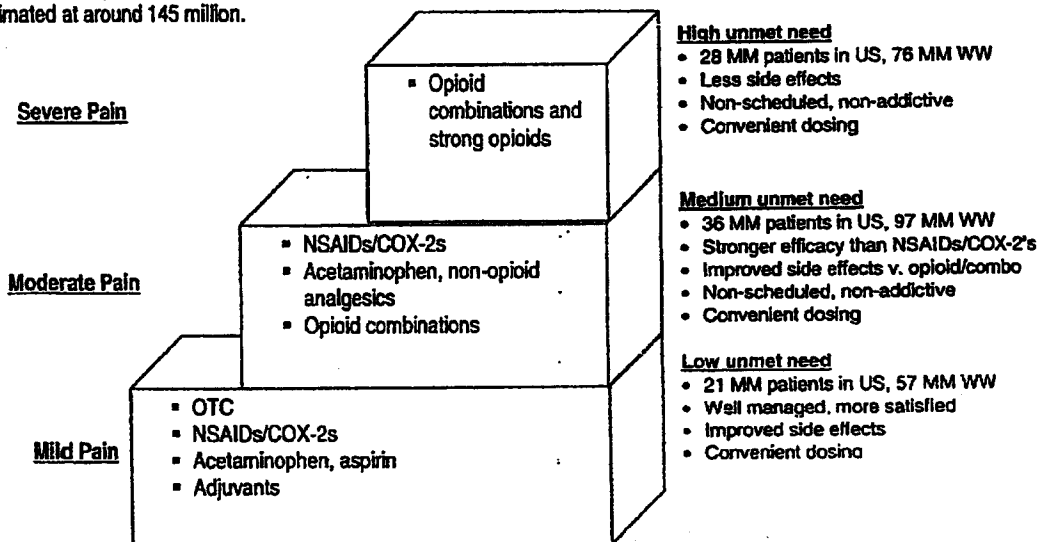 imated at around 145 million.
Severe Pain
▪ Opioid
combinations and
strong opioids
High unmet need
• 28 MM patients in US, 76 MM WW
• Less side effects
• Non-scheduled, non-addictive
• Convenient dosing
Moderate Pain
▪ NSAIDs/COX-2s
▪ Acetaminophen, non-opioid
analgesics
▪ Opioid combinations
Medium unmet need
• 36 MM patients in US, 97 MM WW
• Stronger efficacy than NSAIDs/COX-2's
• Improved side effects v. opioid/combo
• Non-scheduled, non-addictive
• Convenient dosing
Mild Pain
▪ OTC
▪ NSAIDs/COX-2s
▪ Acetaminophen, aspirin
▪ Adjuvants
Low unmet need
• 21 MM patients in US, 57 MM WW
• Well managed, more satisfied
• Improved side effects
• Convenient dosing